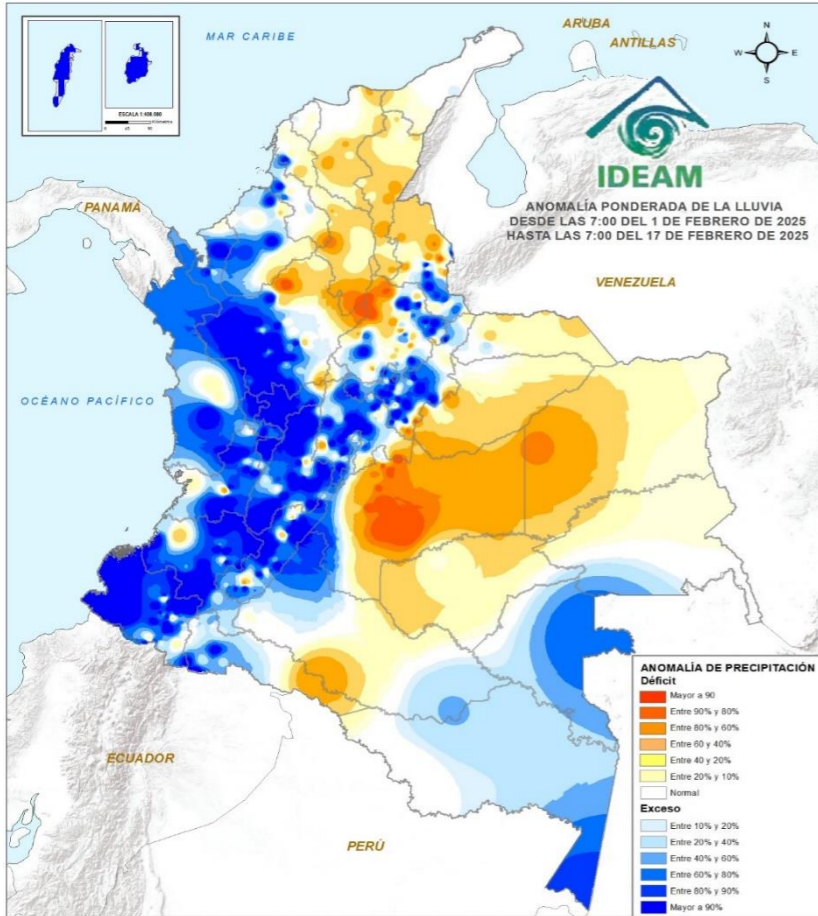 MAR CARIBE
ARUBA
ANTILLAS
N
W
E
S
ESCALA 1:400.000
IDEAM
ANOMALÍA PONDERADA DE LA LLUVIA
DESDE LAS 7:00 DEL 1 DE FEBRERO DE 2025
HASTA LAS 7:00 DEL 17 DE FEBRERO DE 2025
PANAMÁ
VENEZUELA
OCÉANO PACÍFICO
ECUADOR
PERÚ
ANOMALÍA DE PRECIPITACIÓN
Déficit
Mayor a 90
Entre 90% y 80%
Entre 80% y 60%
Entre 60 y 40%
Entre 40 y 20%
Entre 20% y 10%
Normal
Exceso
Entre 10% y 20%
Entre 20% y 40%
Entre 40% y 60%
Entre 60% y 80%
Entre 80% y 90%
Mayor a 90%